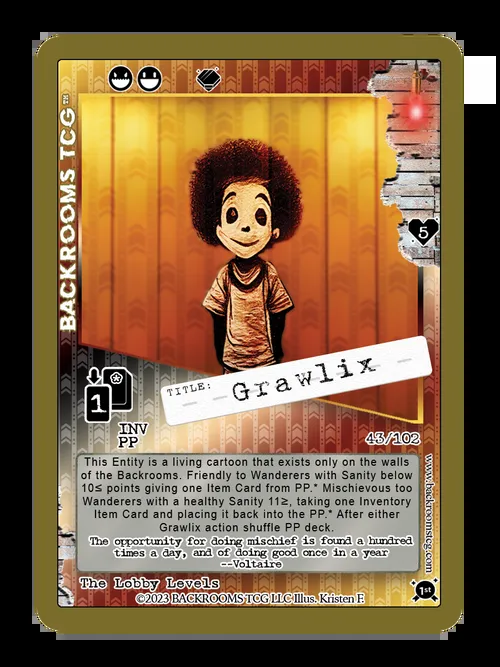 BACKROOMS TCG™
5
TITLE: Grawlix
1
INV
PP
43/102
This Entity is a living cartoon that exists only on the walls
of the Backrooms. Friendly to Wanderers with Sanity below
10≤ points giving one Item Card from PP.* Mischievous too
Wanderers with a healthy Sanity 11≥, taking one Inventory
Item Card and placing it back into the PP.* After either
Grawlix action shuffle PP deck.
The opportunity for doing mischief is found a hundred
times a day, and of doing good once in a year
--Voltaire
www.backroomstcg.com
The Lobby Levels
©2023 BACKROOMS TCG LLC Illus. Kristen F.
1st